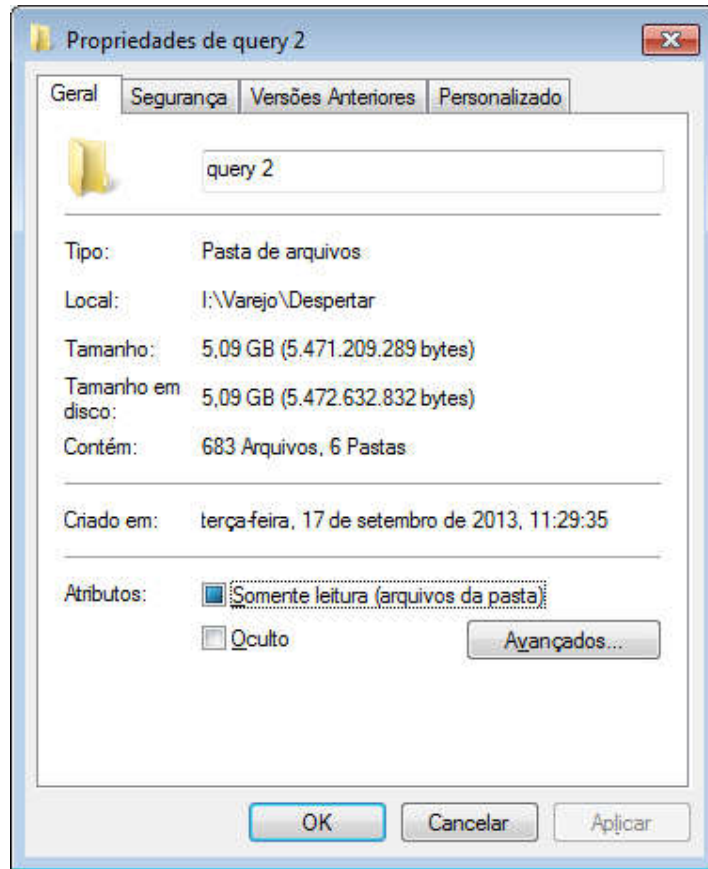 Propriedades de query 2
Geral Segurança Versões Anteriores Personalizado
query 2
Tipo: Pasta de arquivos
Local: I:\Varejo\Despertar
Tamanho: 5,09 GB (5.471.209.289 bytes)
Tamanho em disco: 5,09 GB (5.472.632.832 bytes)
Contém: 683 Arquivos, 6 Pastas
Criado em: terça-feira, 17 de setembro de 2013, 11:29:35
Atributos: Somente leitura (arquivos da pasta)
Oculto Avançados...
OK Cancelar Aplicar